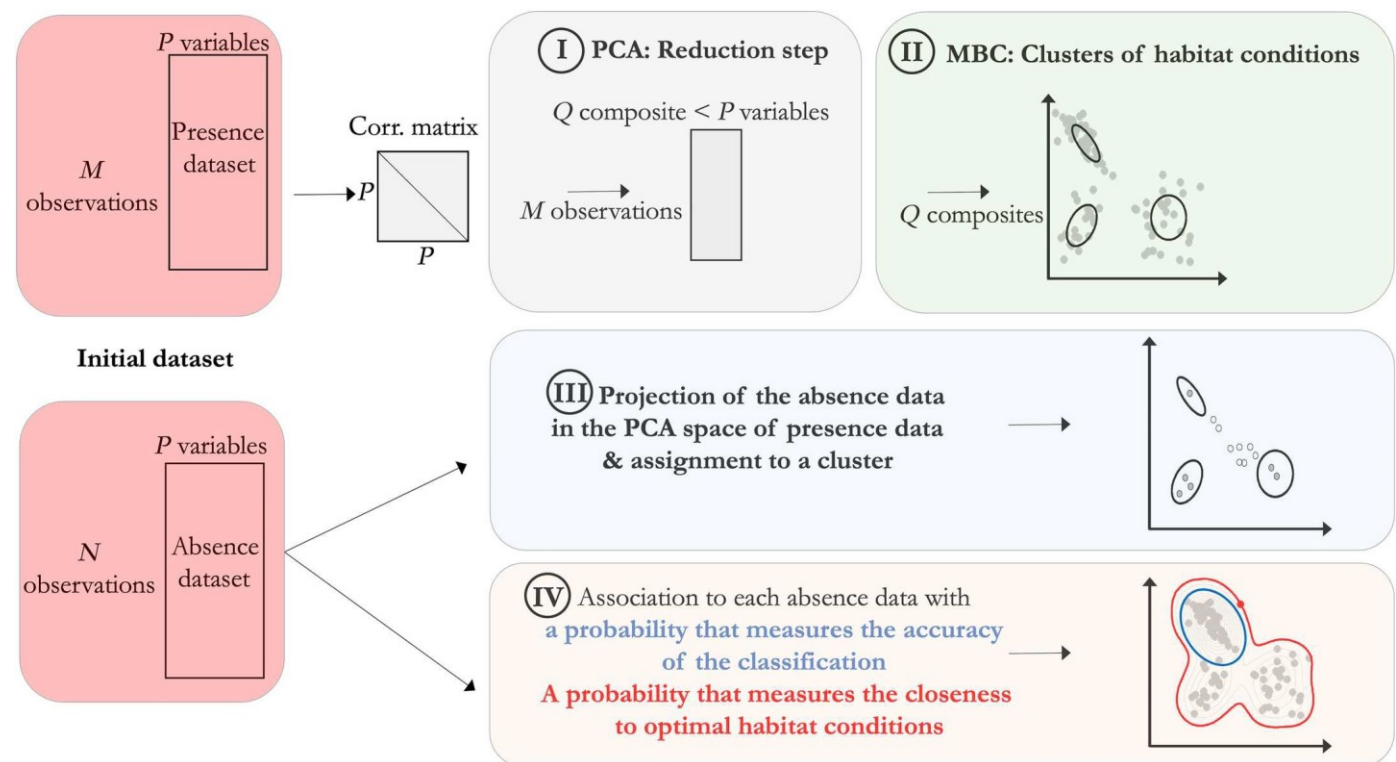 P variables
Presence
dataset
M
observations
Corr. matrix
P
P
I PCA: Reduction step
Q composite < P variables
M observations
II MBC: Clusters of habitat conditions
Q composites
Initial dataset
P variables
N
observations
Absence
dataset
III Projection of the absence data
in the PCA space of presence data
& assignment to a cluster
IV Association to each absence data with
a probability that measures the accuracy
of the classification
A probability that measures the closeness
to optimal habitat conditions